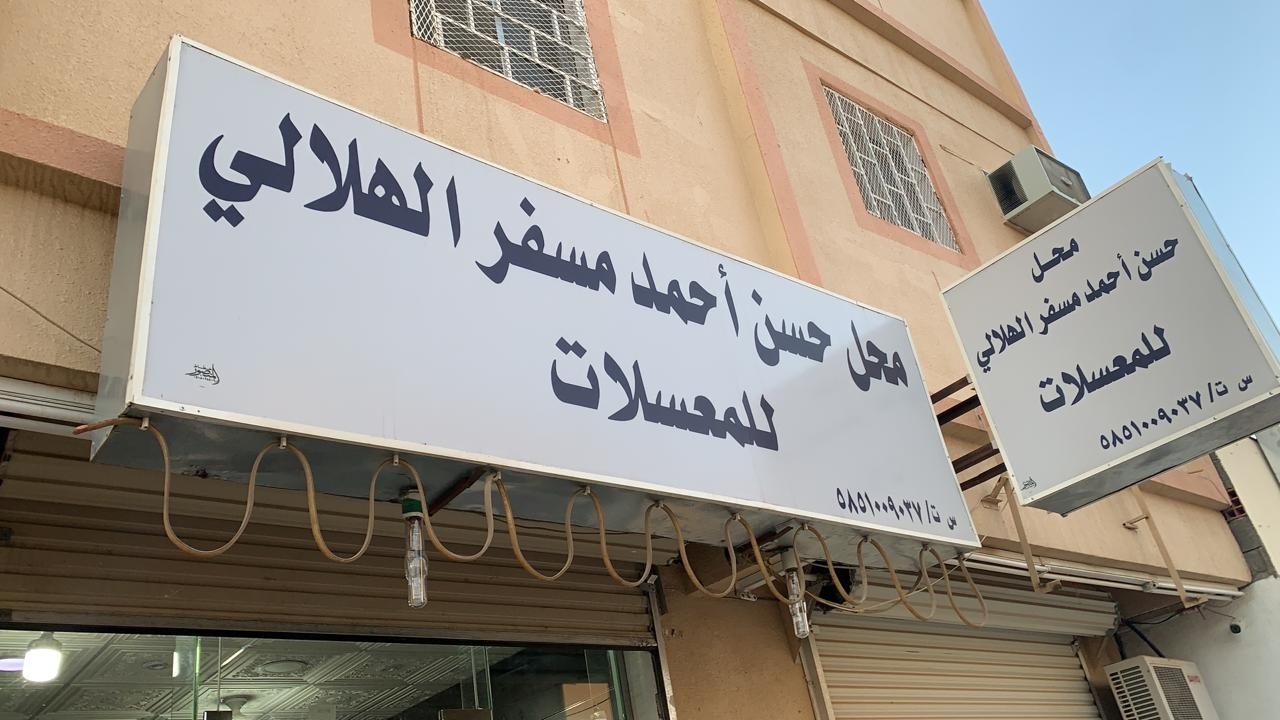 محل حسن أحمد مسفر الهلالي
للمعسلات
س ت/ ٥٨٥١٠٠٩٠٣٧
محل
حسن أحمد مسفر الهلالي
للمعسلات
س ت/ ٥٨٥١٠٠٩٠٣٧